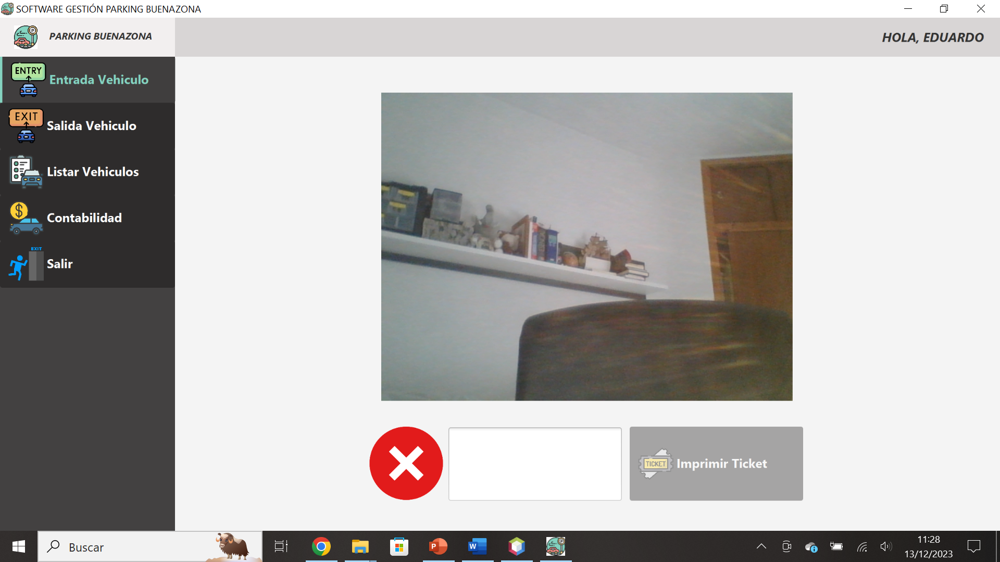 SOFTWARE GESTIÓN PARKING BUENAZONA
PARKING BUENAZONA
HOLA, EDUARDO
ENTRY
Entrada Vehiculo
EXIT
Salida Vehiculo
Listar Vehiculos
Contabilidad
EXIT
Salir
TICKET
Imprimir Ticket
Buscar
11:28
13/12/2023